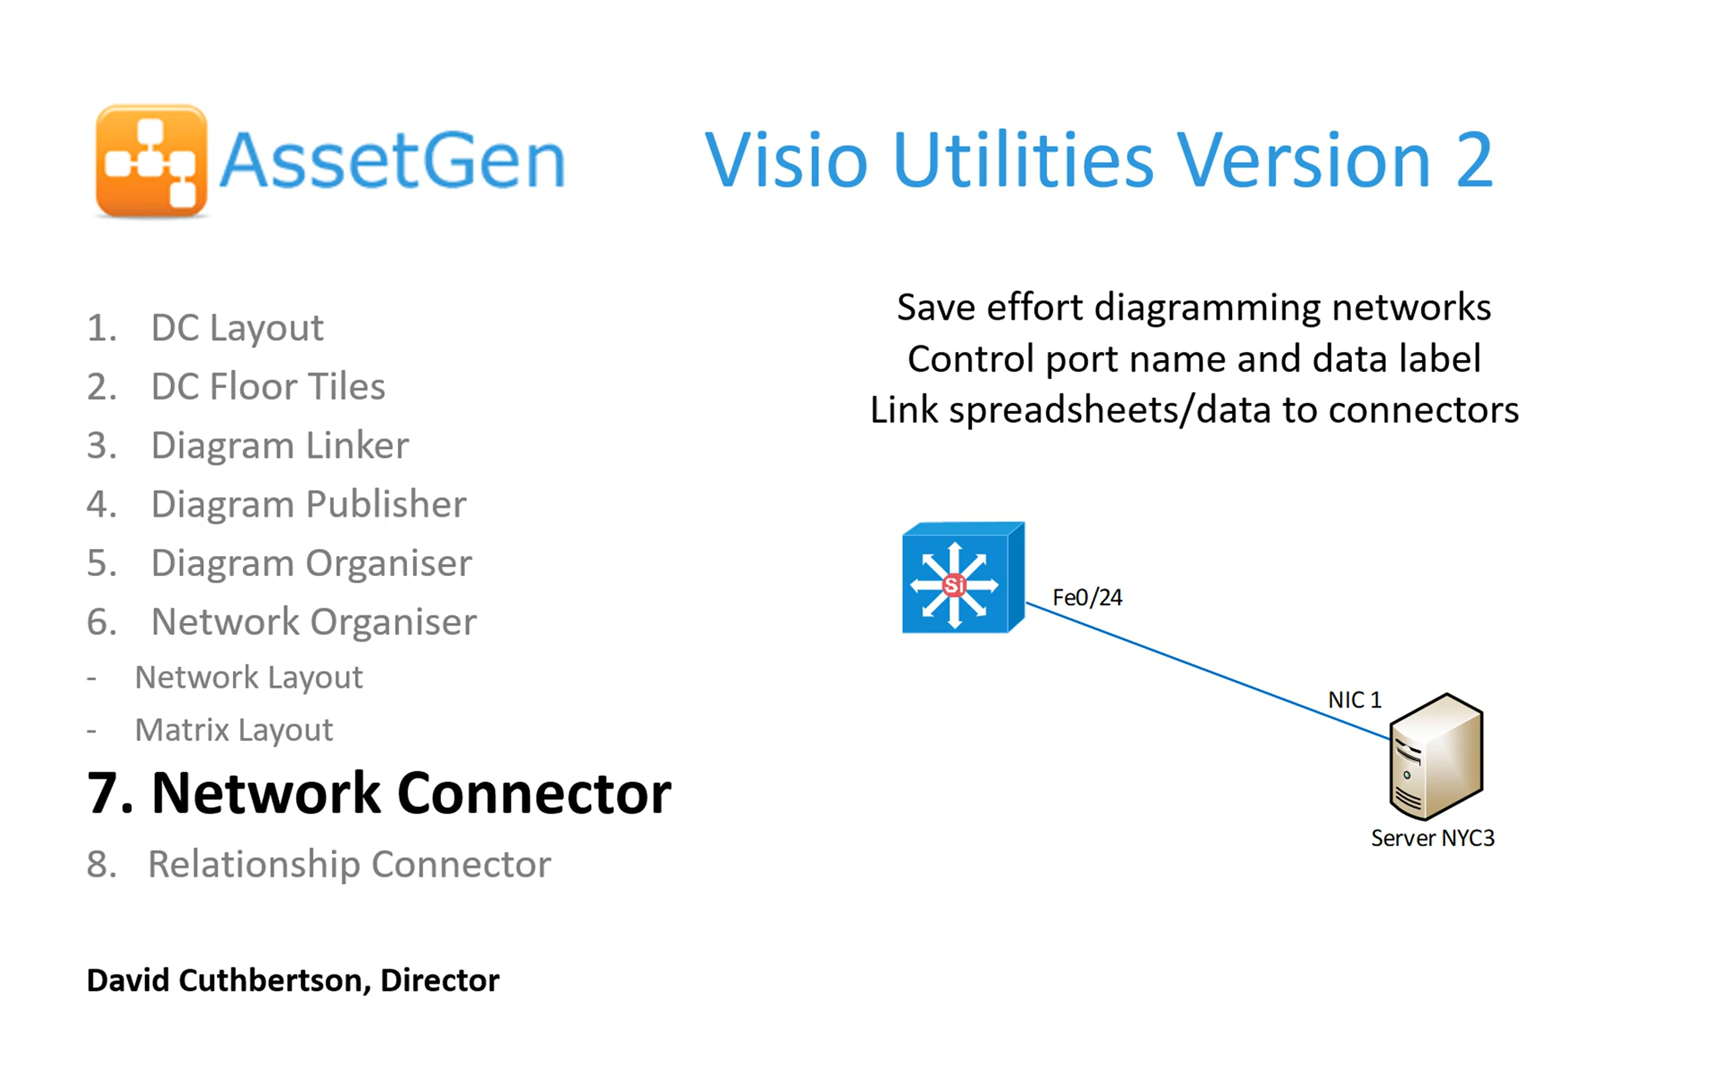 AssetGen
Visio Utilities Version 2
1. DC Layout
2. DC Floor Tiles
3. Diagram Linker
4. Diagram Publisher
5. Diagram Organiser
6. Network Organiser
- Network Layout
- Matrix Layout
7. Network Connector
8. Relationship Connector
David Cuthbertson, Director
Save effort diagramming networks
Control port name and data label
Link spreadsheets/data to connectors
Si
Fe0/24
NIC 1
Server NYC3